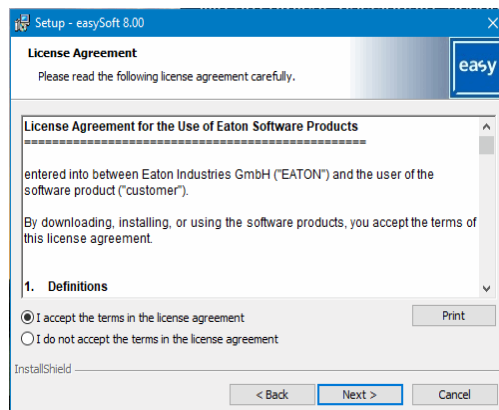 Setup - easySoft 8.00
License Agreement
Please read the following license agreement carefully.
easy
License Agreement for the Use of Eaton Software Products
=================================================
entered into between Eaton Industries GmbH ("EATON") and the user of the
software product ("customer").
By downloading, installing, or using the software products, you accept the terms of
this license agreement.
1. Definitions
I accept the terms in the license agreement
Print
I do not accept the terms in the license agreement
InstallShield
< Back
Next >
Cancel